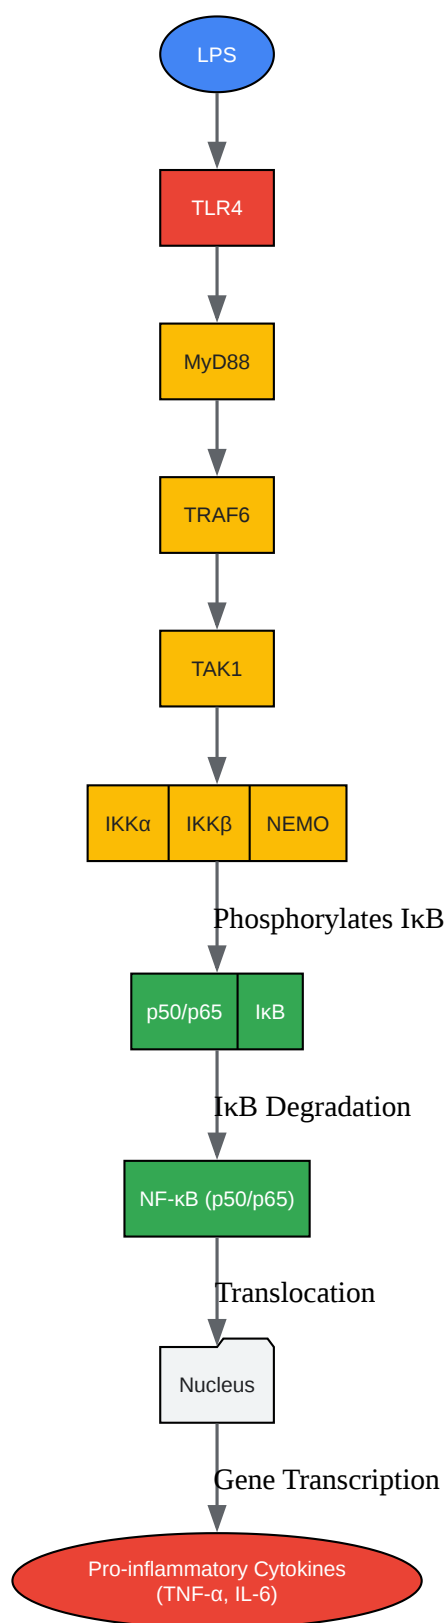 LPS
TLR4
MyD88
TRAF6
TAK1
IKKα IKKβ NEMO
Phosphorylates IκB
p50/p65 IκB
IκB Degradation
NF-κB (p50/p65)
Translocation
Nucleus
Gene Transcription
Pro-inflammatory Cytokines
(TNF-α, IL-6)